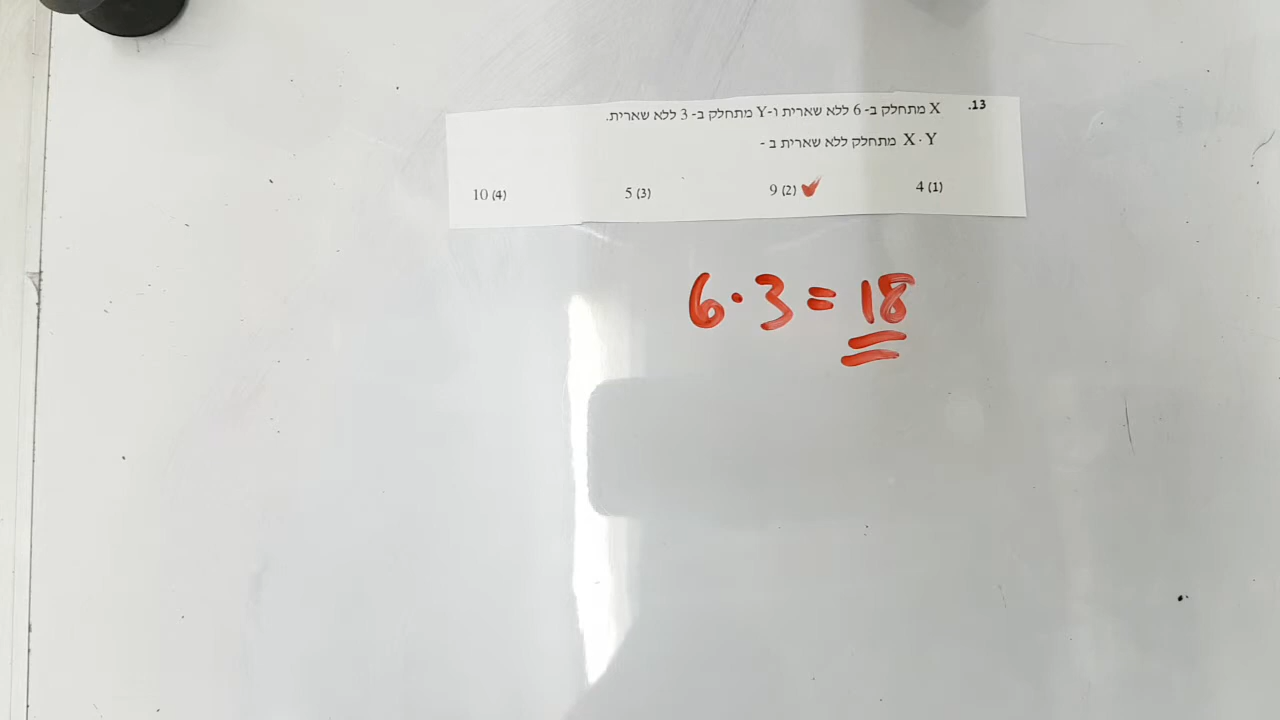 13. X מתחלק ב- 6 ללא שארית ו-Y מתחלק ב- 3 ללא שארית.
X·Y מתחלק ללא שארית ב -
(1) 4 (2) 9 (3) 5 (4) 10
6·3=18